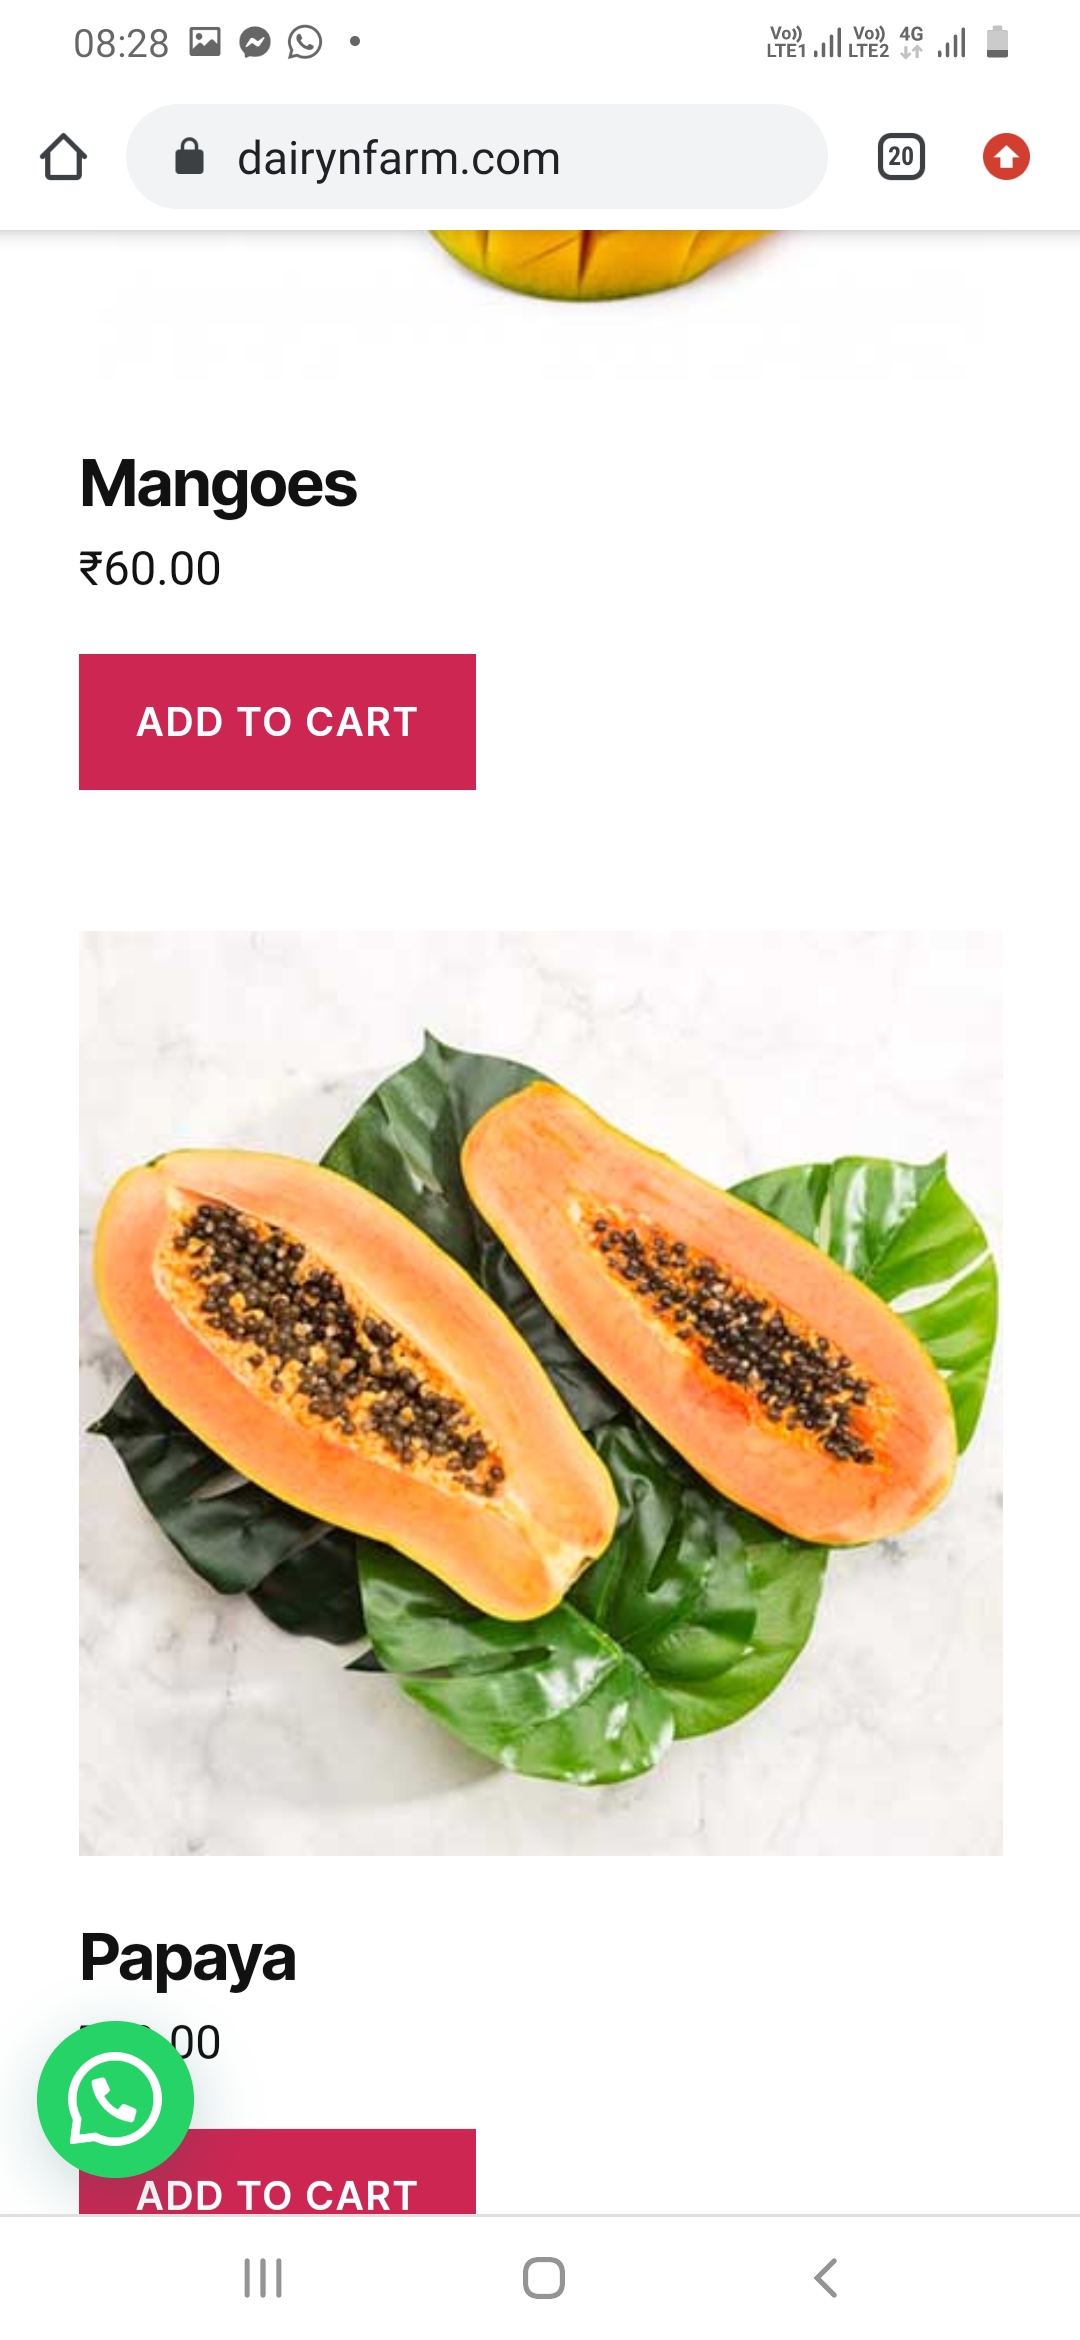 08:28
Vo)) LTE1 Vo)) LTE2 4G
dairynfarm.com
20
Mangoes
₹60.00
ADD TO CART
Papaya
.00
ADD TO CART